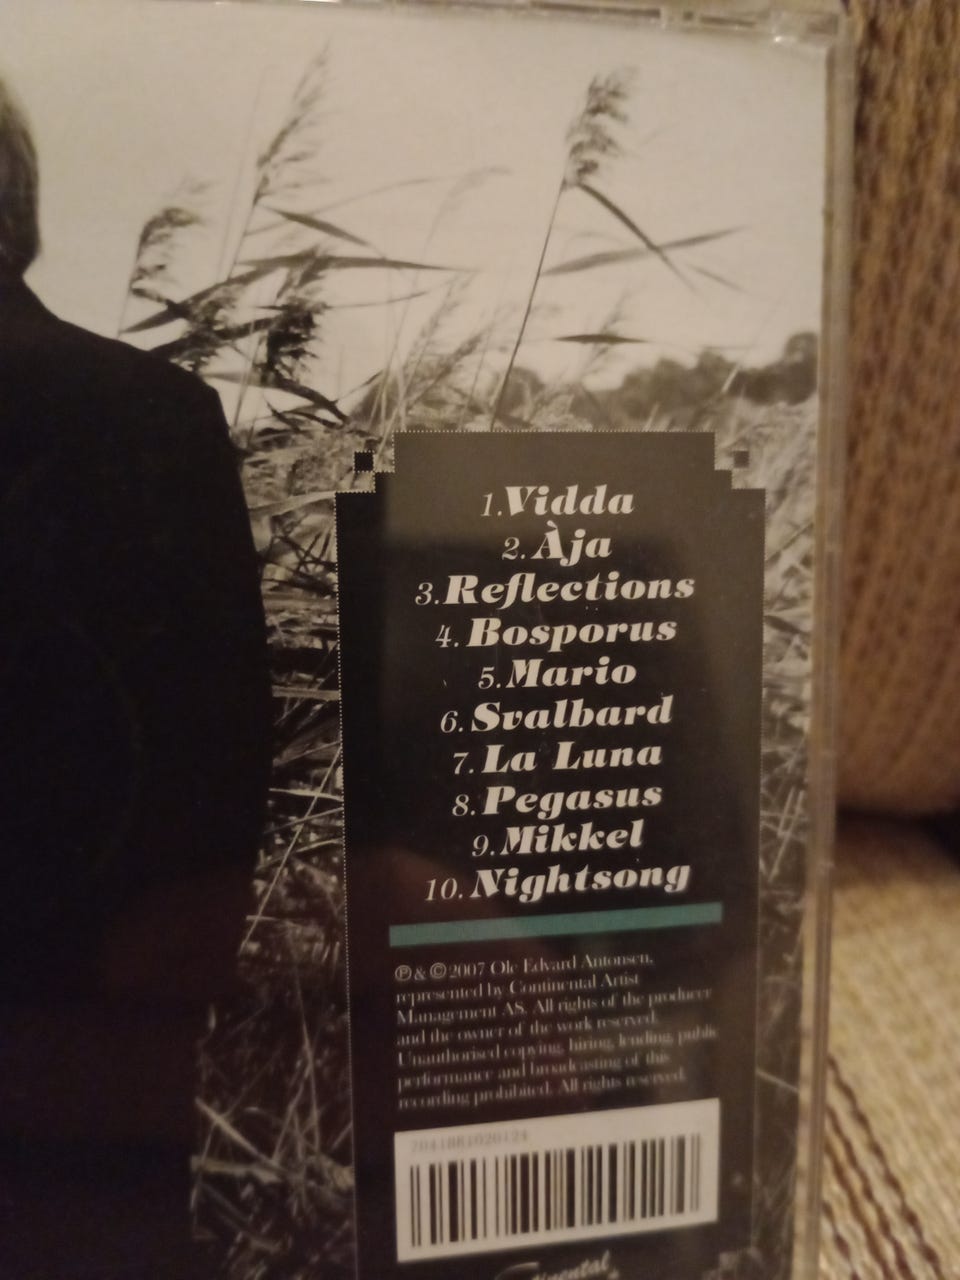 1. Vidda
2. Àja
3. Reflections
4. Bosporus
5. Mario
6. Svalbard
7. La Luna
8. Pegasus
9. Mikkel
10. Nightsong
℗ & © 2007 Ole Edvard Antonsen,
represented by Continental Artist
Management AS. All rights of the producer
and the owner of the work reserved.
Unauthorised copying, hiring, lending, public
performance and broadcasting of this
recording prohibited. All rights reserved.
7041881020124